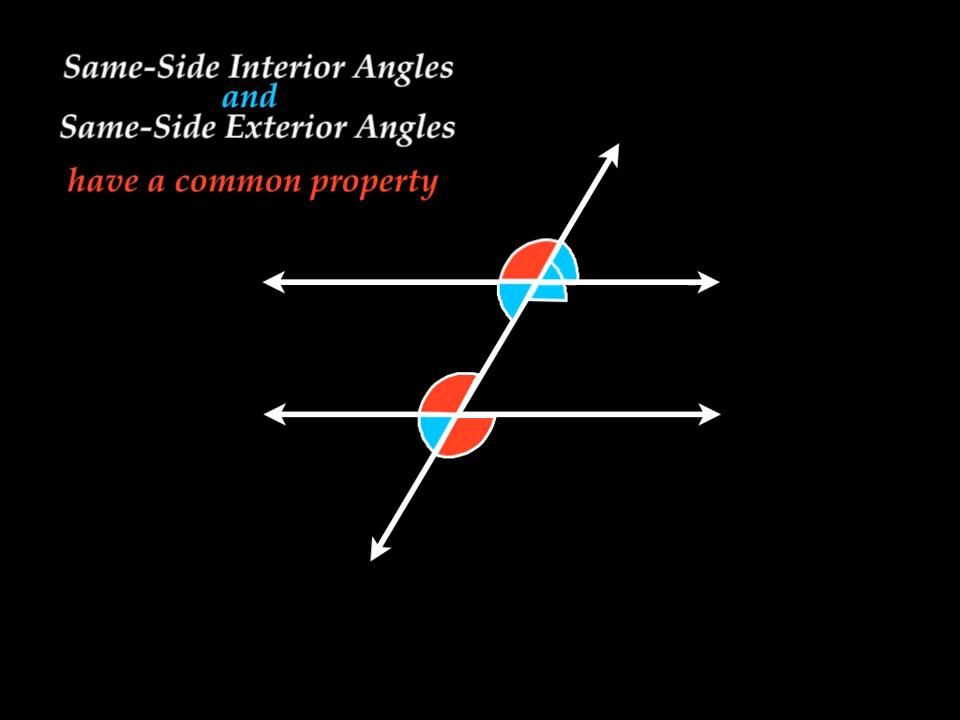 Same-Side Interior Angles
and
Same-Side Exterior Angles
have a common property